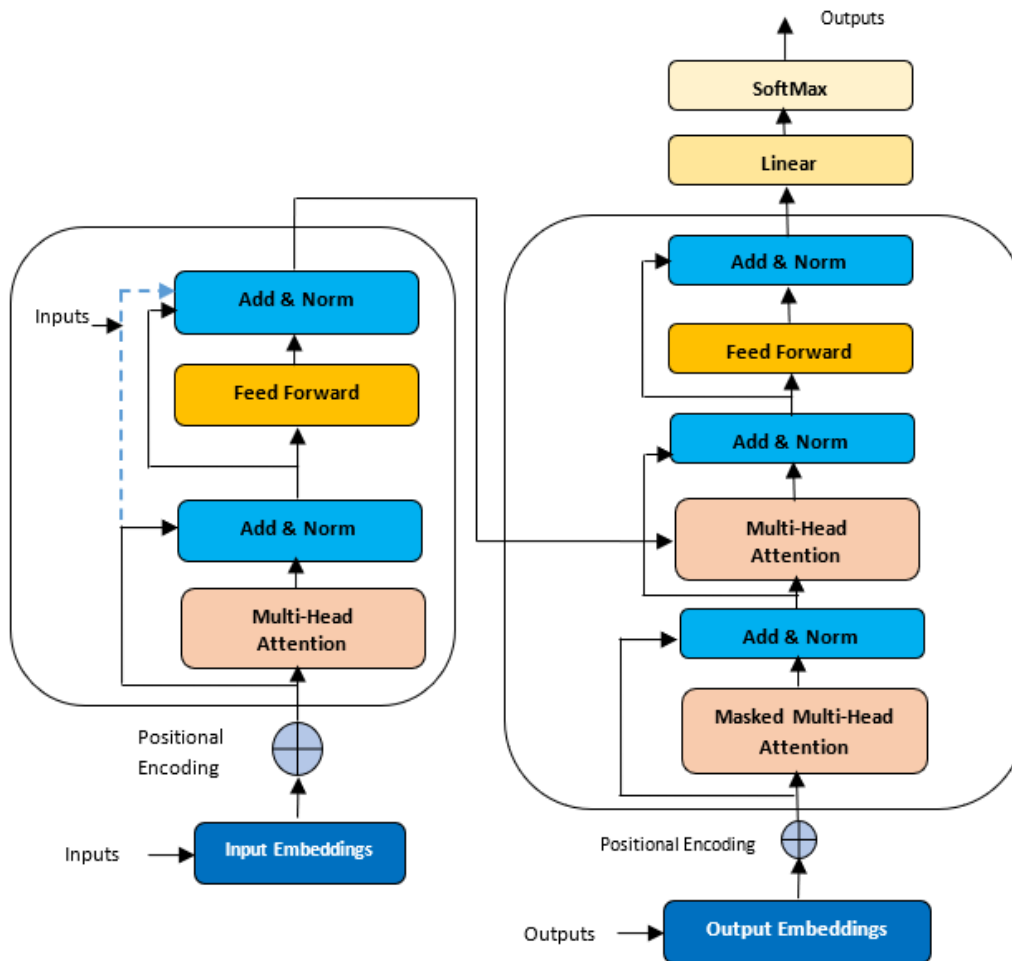 Outputs
SoftMax
Linear
Add & Norm
Inputs
Feed Forward
Add & Norm
Multi-Head
Attention
Positional
Encoding
Inputs
Input Embeddings
Add & Norm
Feed Forward
Add & Norm
Multi-Head
Attention
Add & Norm
Masked Multi-Head
Attention
Positional Encoding
Outputs
Output Embeddings